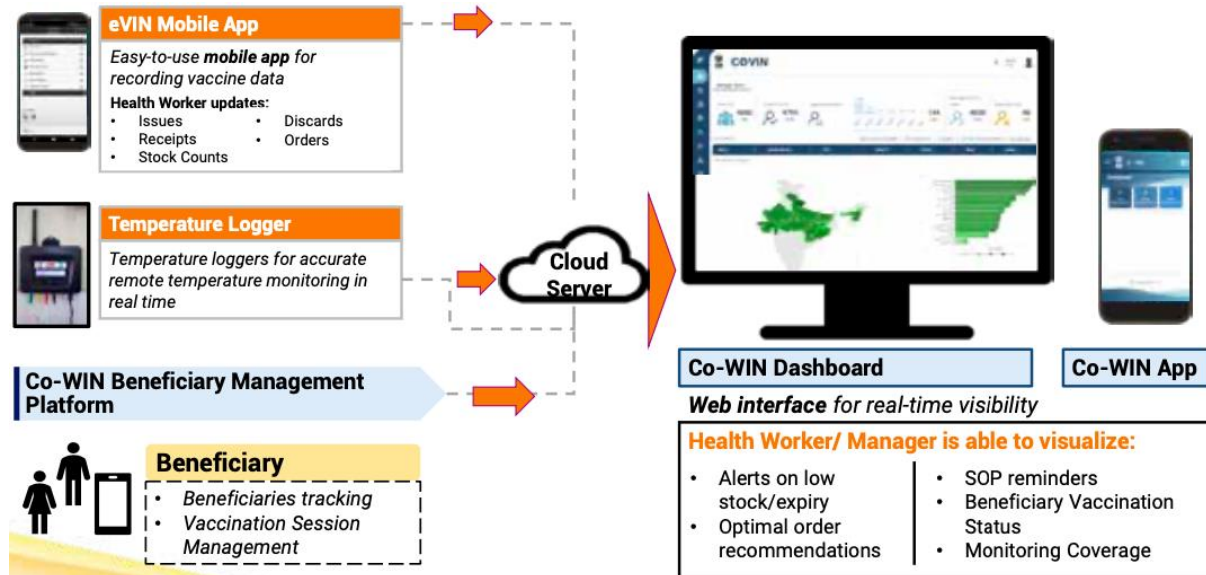 eVIN Mobile App
Easy-to-use mobile app for
recording vaccine data
Health Worker updates:
• Issues
• Receipts
• Stock Counts
• Discards
• Orders
Temperature Logger
Temperature loggers for accurate
remote temperature monitoring in
real time
Co-WIN Beneficiary Management
Platform
Beneficiary
• Beneficiaries tracking
• Vaccination Session
Management
Cloud
Server
COVIN
Co-WIN Dashboard
Co-WIN App
Web interface for real-time visibility
Health Worker/ Manager is able to visualize:
• Alerts on low
stock/expiry
• Optimal order
recommendations
• SOP reminders
• Beneficiary Vaccination
Status
• Monitoring Coverage